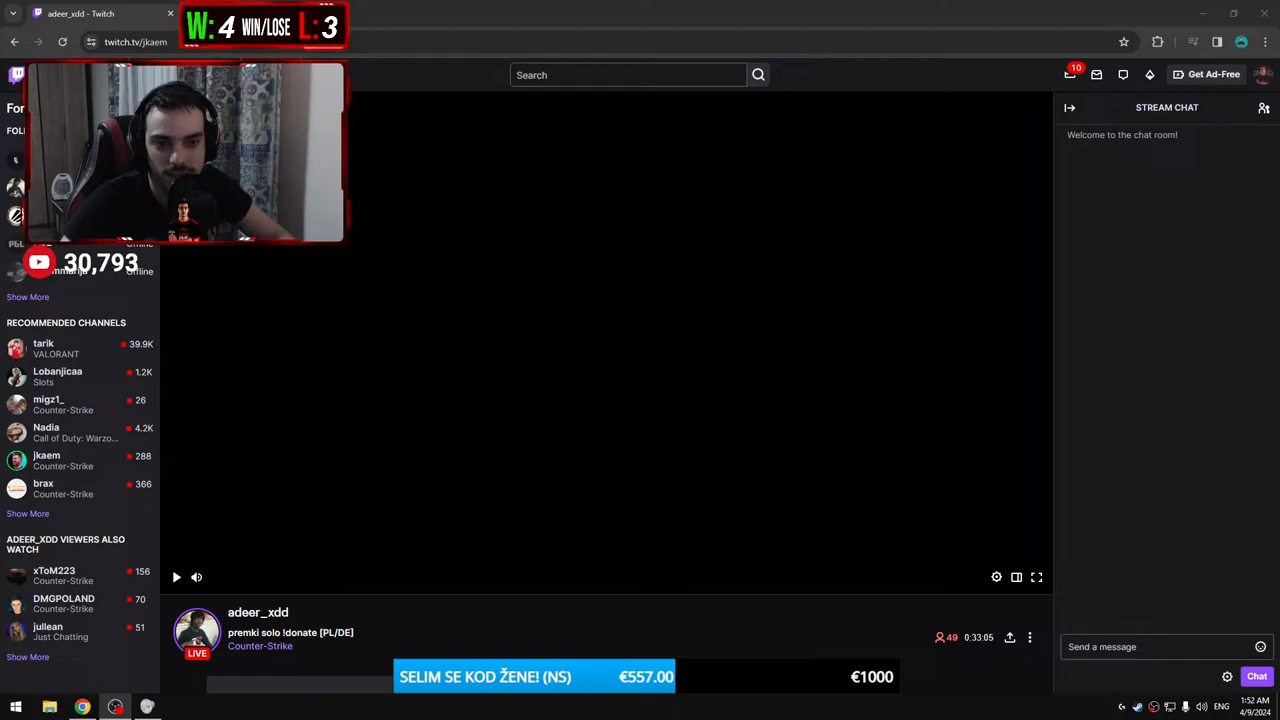 adeer_xdd - Twitch
W: 4 WIN/LOSE L: 3
twitch.tv/jkaem
Search
10
Get Ad-Free
For
FOLL
STREAM CHAT
Welcome to the chat room!
Offline
30,793
Offline
Show More
RECOMMENDED CHANNELS
tarik 39.9K
VALORANT
Lobanjicaa 1.2K
Slots
migz1_ 26
Counter-Strike
Nadia 4.2K
Call of Duty: Warzo...
jkaem 288
Counter-Strike
brax 366
Counter-Strike
Show More
ADEER_XDD VIEWERS ALSO
WATCH
xToM223 156
Counter-Strike
DMGPOLAND 70
Counter-Strike
jullean 51
Just Chatting
Show More
adeer_xdd
premki solo !donate [PL/DE]
Counter-Strike
LIVE
49 0:33:05
Send a message
Chat
SELIM SE KOD ŽENE! (NS) €557.00 €1000
ENG
1:52 AM
4/9/2024